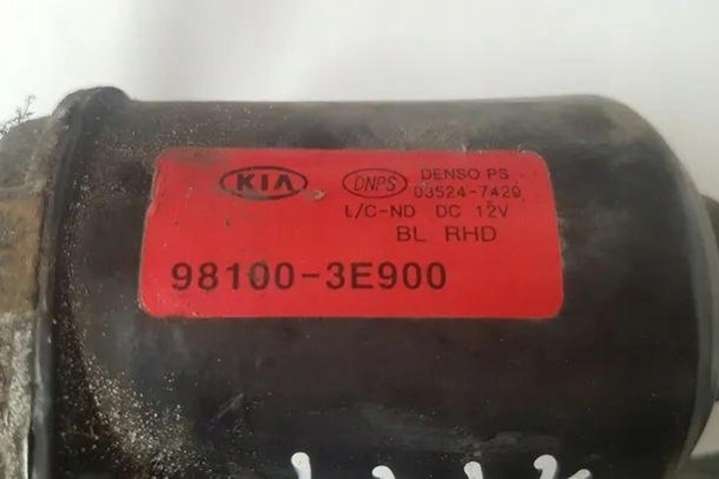 KIA DNPS DENSO PS
03524-7420
L/C-ND DC 12V
BL RHD
98100-3E900